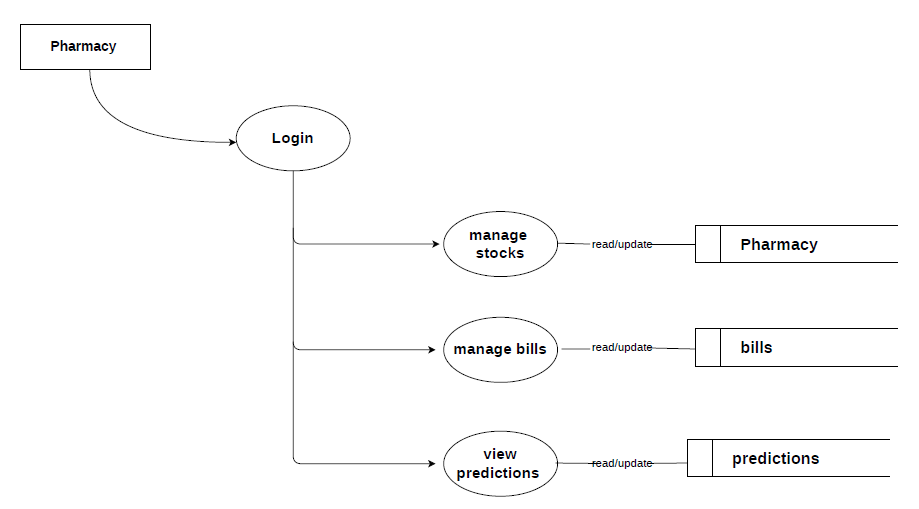 Pharmacy
Login
manage
stocks
read/update
Pharmacy
manage bills
read/update
bills
view
predictions
read/update
predictions